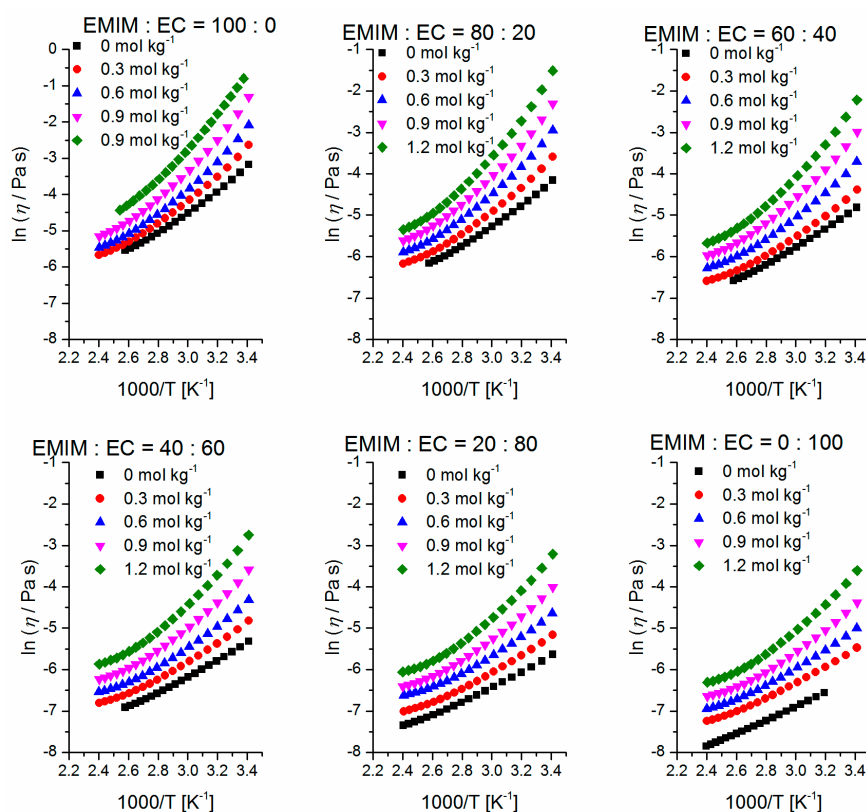 EMIM : EC = 100 : 0
0 mol kg⁻¹
0.3 mol kg⁻¹
0.6 mol kg⁻¹
0.9 mol kg⁻¹
0.9 mol kg⁻¹
0
-1
-2
-3
-4
-5
-6
-7
-8
ln (η / Pa s)
2.2 2.4 2.6 2.8 3.0 3.2 3.4
1000/T [K⁻¹]
EMIM : EC = 80 : 20
0 mol kg⁻¹
0.3 mol kg⁻¹
0.6 mol kg⁻¹
0.9 mol kg⁻¹
1.2 mol kg⁻¹
-1
-2
-3
-4
-5
-6
-7
-8
ln (η / Pa s)
2.2 2.4 2.6 2.8 3.0 3.2 3.4
1000/T [K⁻¹]
EMIM : EC = 60 : 40
0 mol kg⁻¹
0.3 mol kg⁻¹
0.6 mol kg⁻¹
0.9 mol kg⁻¹
1.2 mol kg⁻¹
-1
-2
-3
-4
-5
-6
-7
-8
ln (η / Pa s)
2.2 2.4 2.6 2.8 3.0 3.2 3.4
1000/T [K⁻¹]
EMIM : EC = 40 : 60
0 mol kg⁻¹
0.3 mol kg⁻¹
0.6 mol kg⁻¹
0.9 mol kg⁻¹
1.2 mol kg⁻¹
-1
-2
-3
-4
-5
-6
-7
-8
ln (η / Pa s)
2.2 2.4 2.6 2.8 3.0 3.2 3.4
1000/T [K⁻¹]
EMIM : EC = 20 : 80
0 mol kg⁻¹
0.3 mol kg⁻¹
0.6 mol kg⁻¹
0.9 mol kg⁻¹
1.2 mol kg⁻¹
-1
-2
-3
-4
-5
-6
-7
-8
ln (η / Pa s)
2.2 2.4 2.6 2.8 3.0 3.2 3.4
1000/T [K⁻¹]
EMIM : EC = 0 : 100
0 mol kg⁻¹
0.3 mol kg⁻¹
0.6 mol kg⁻¹
0.9 mol kg⁻¹
1.2 mol kg⁻¹
-1
-2
-3
-4
-5
-6
-7
-8
ln (η / Pa s)
2.2 2.4 2.6 2.8 3.0 3.2 3.4
1000/T [K⁻¹]